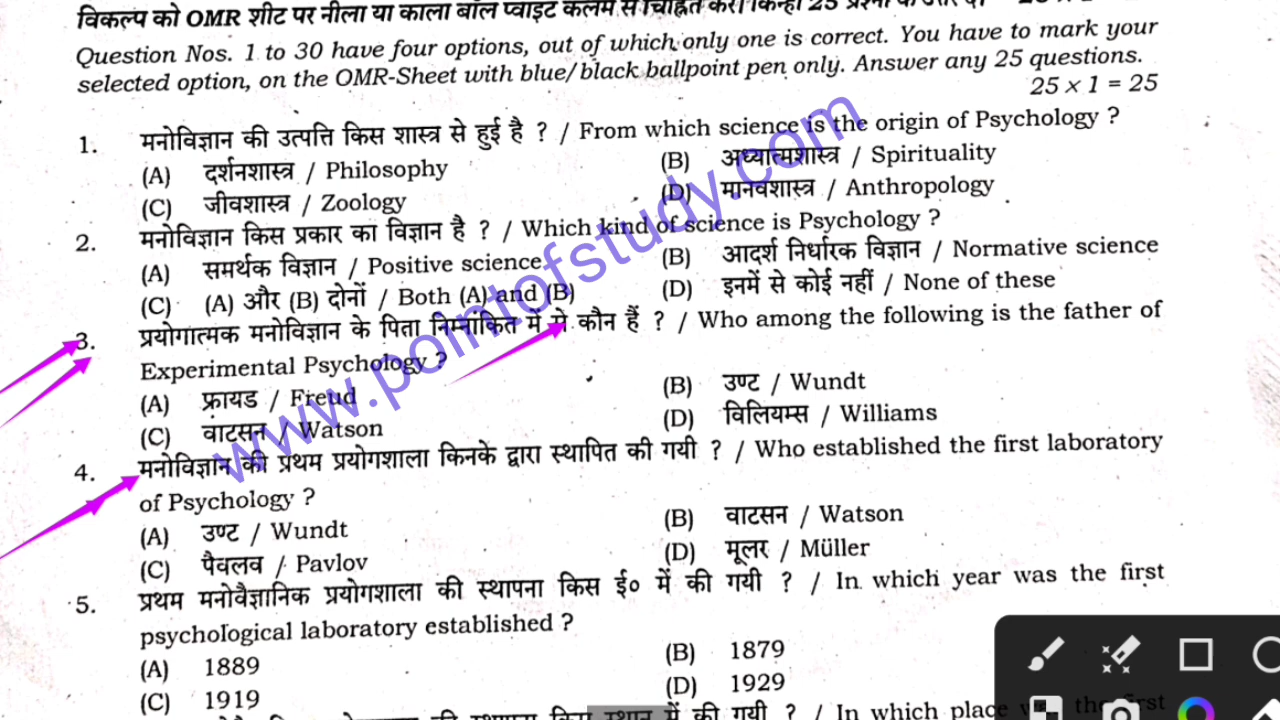 विकल्प को OMR शीट पर नीला या काला बॉल प्वाइंट कलम से चिह्नित करें। किन्हीं 25 प्रश्नों के उत्तर दें।
Question Nos. 1 to 30 have four options, out of which only one is correct. You have to mark your
selected option, on the OMR-Sheet with blue/black ballpoint pen only. Answer any 25 questions.
25 x 1 = 25
1. मनोविज्ञान की उत्पत्ति किस शास्त्र से हुई है ? / From which science is the origin of Psychology ?
(A) दर्शनशास्त्र / Philosophy (B) अध्यात्मशास्त्र / Spirituality
(C) जीवशास्त्र / Zoology (D) मानवशास्त्र / Anthropology
2. मनोविज्ञान किस प्रकार का विज्ञान है ? / Which kind of science is Psychology ?
(A) समर्थक विज्ञान / Positive science (B) आदर्श निर्धारक विज्ञान / Normative science
(C) (A) और (B) दोनों / Both (A) and (B) (D) इनमें से कोई नहीं / None of these
3. प्रयोगात्मक मनोविज्ञान के पिता निम्नांकित में से कौन हैं ? / Who among the following is the father of
Experimental Psychology ?
(A) फ्रायड / Freud (B) उण्ट / Wundt
(C) वाटसन / Watson (D) विलियम्स / Williams
4. मनोविज्ञान की प्रथम प्रयोगशाला किनके द्वारा स्थापित की गयी ? / Who established the first laboratory
of Psychology ?
(A) उण्ट / Wundt (B) वाटसन / Watson
(C) पैवलव / Pavlov (D) मूलर / Müller
5. प्रथम मनोवैज्ञानिक प्रयोगशाला की स्थापना किस ई० में की गयी ? / In which year was the first
psychological laboratory established ?
(A) 1889 (B) 1879
(C) 1919 (D) 1929
की स्थापना किस स्थान में की गयी ? / In which place was the first
www.pointofstudy.com